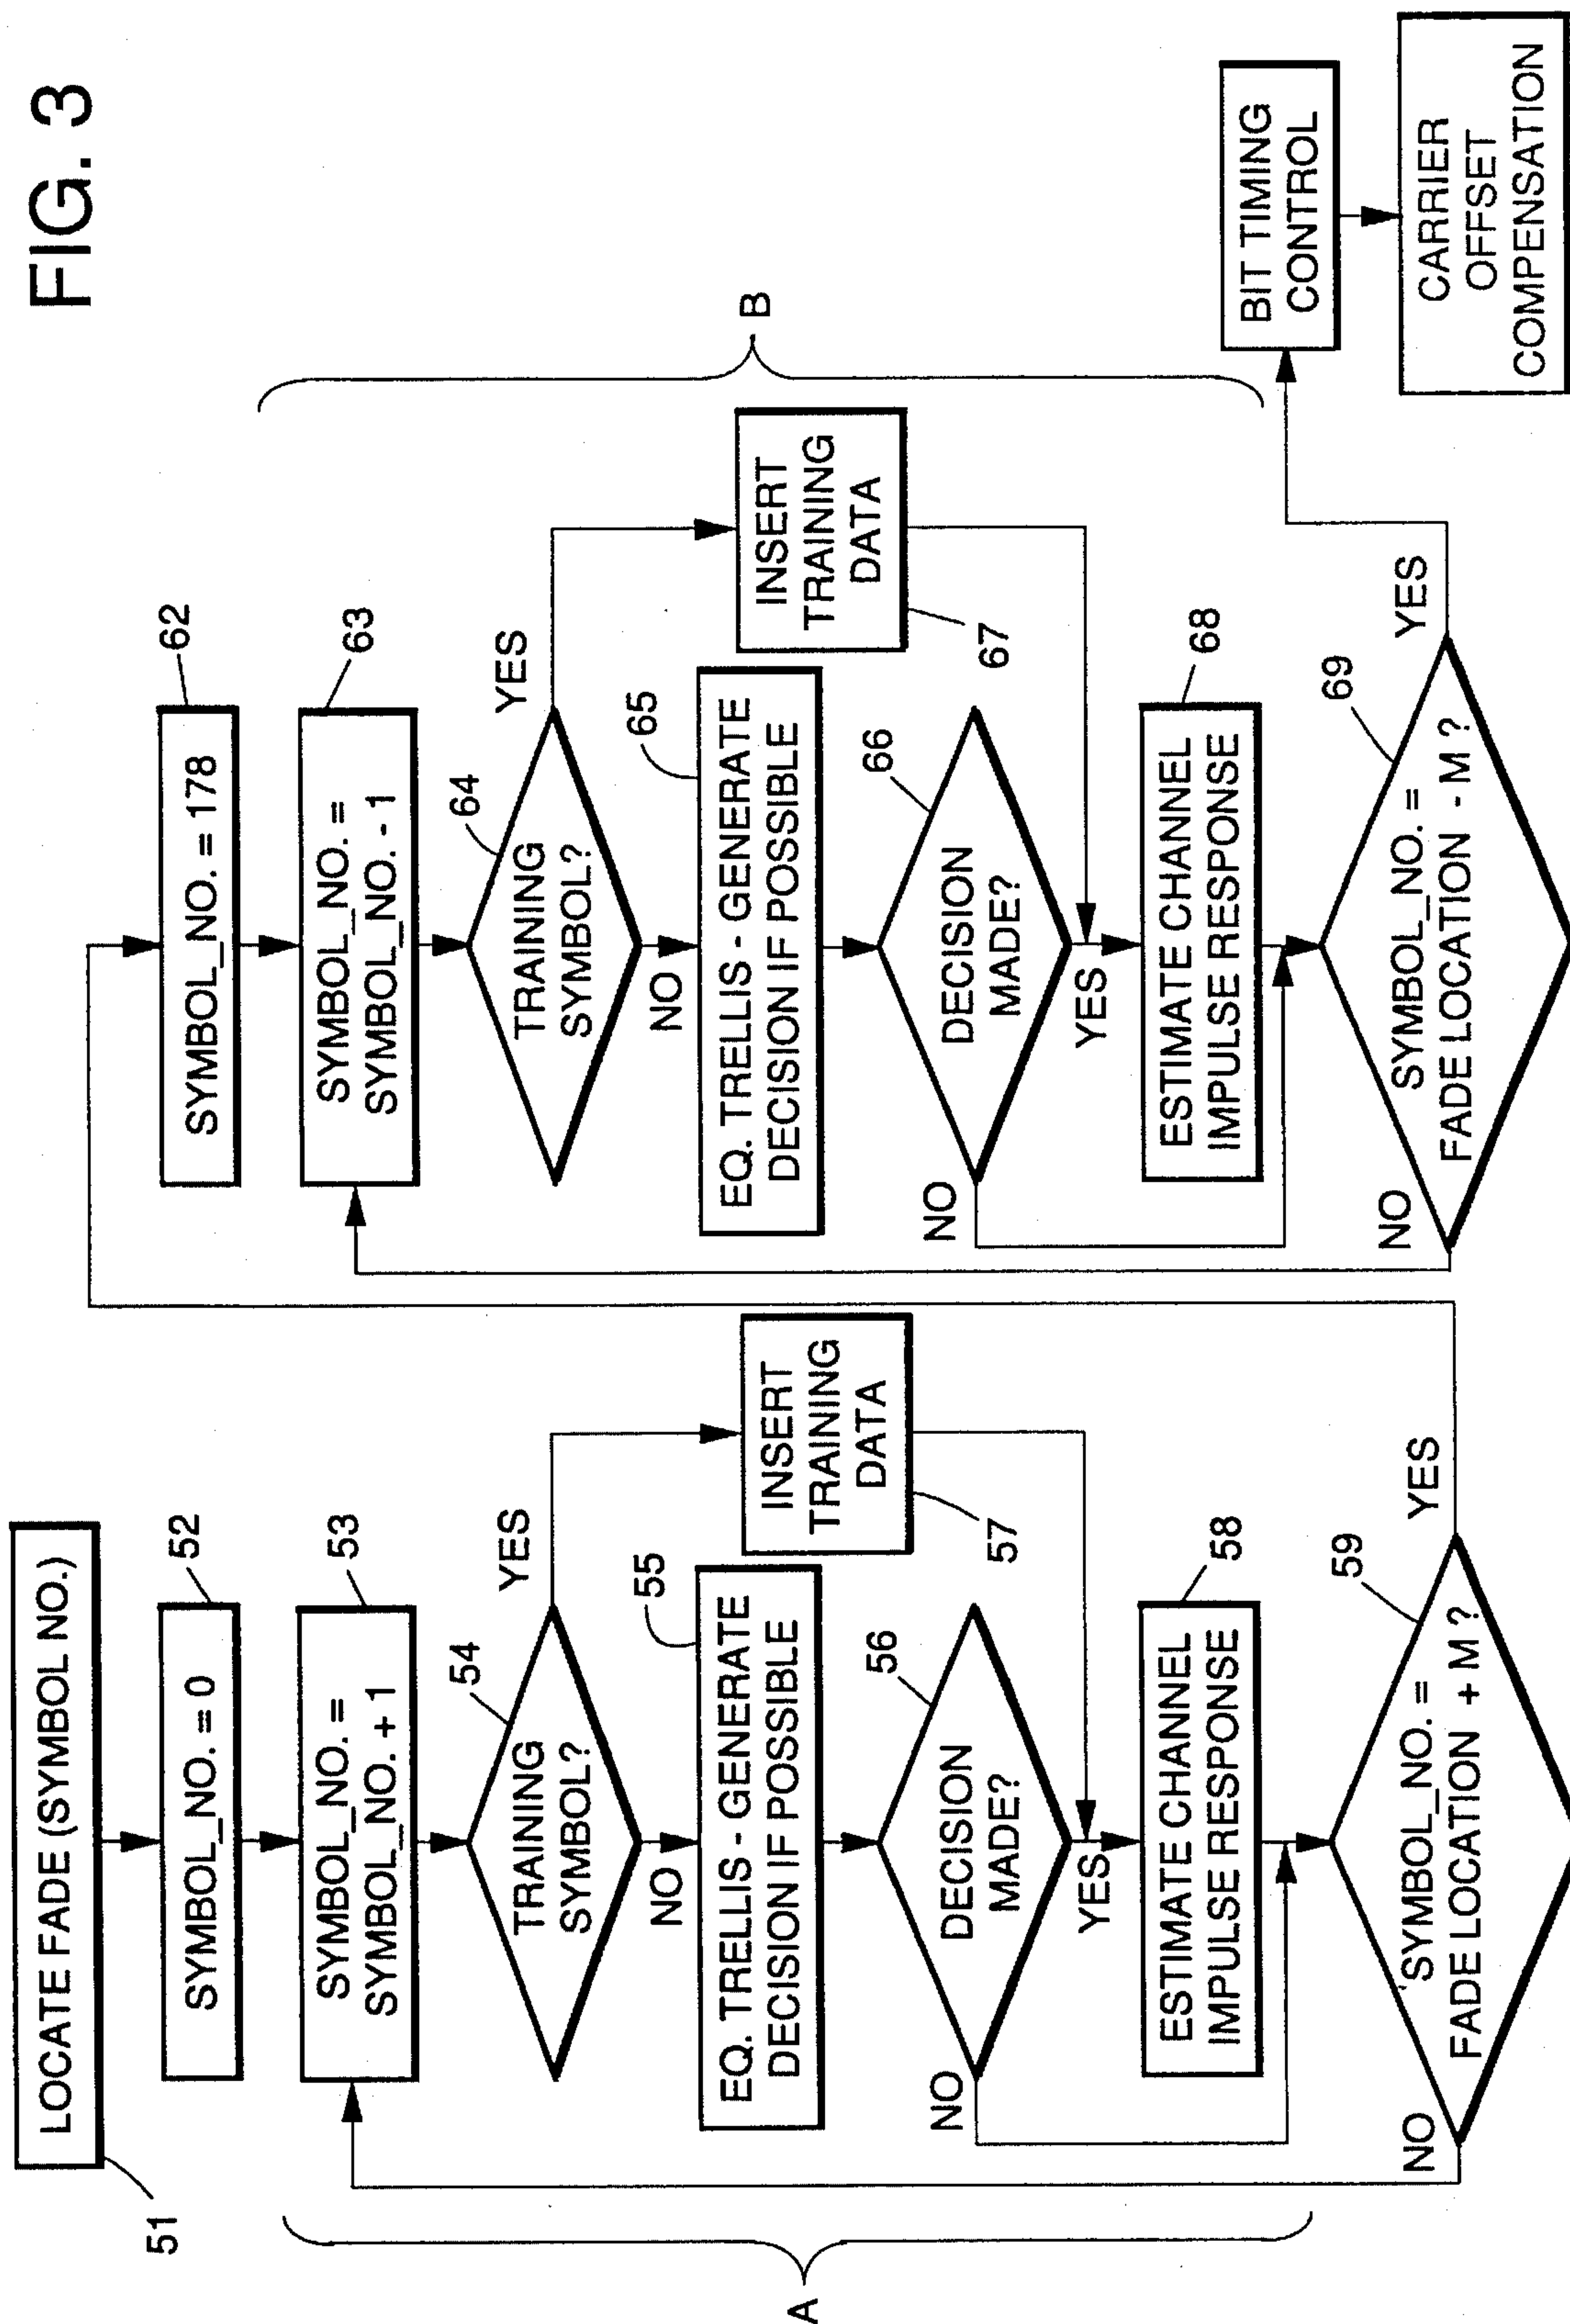 FIG. 3
LOCATE FADE (SYMBOL NO.)
51
SYMBOL_NO. = 0
52
SYMBOL_NO. =
SYMBOL_NO. + 1
53
TRAINING
SYMBOL?
54
YES
NO
EQ. TRELLIS - GENERATE
DECISION IF POSSIBLE
55
INSERT
TRAINING
DATA
57
DECISION
MADE?
56
NO
YES
ESTIMATE CHANNEL
IMPULSE RESPONSE
58
SYMBOL_NO. =
FADE LOCATION + M ?
59
NO
YES
A
SYMBOL_NO. = 178
62
SYMBOL_NO. =
SYMBOL_NO. - 1
63
TRAINING
SYMBOL?
64
YES
NO
EQ. TRELLIS - GENERATE
DECISION IF POSSIBLE
65
INSERT
TRAINING
DATA
67
DECISION
MADE?
66
NO
YES
ESTIMATE CHANNEL
IMPULSE RESPONSE
68
SYMBOL_NO. =
FADE LOCATION - M ?
69
NO
YES
B
BIT TIMING
CONTROL
CARRIER
OFFSET
COMPENSATION